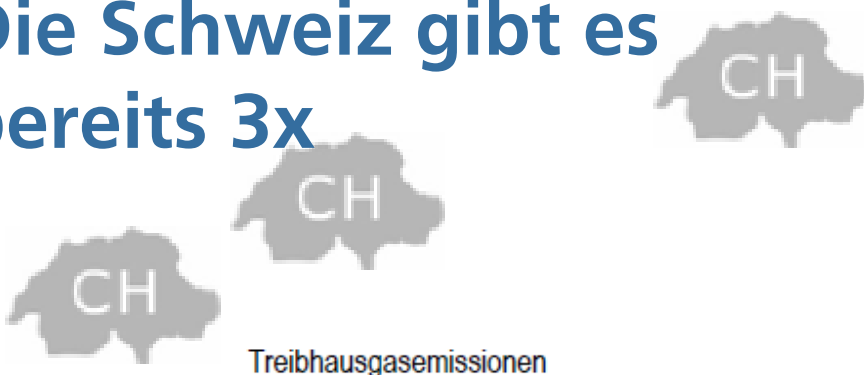 Die Schweiz gibt es
bereits 3x
CH
CH
CH
Treibhausgasemissionen